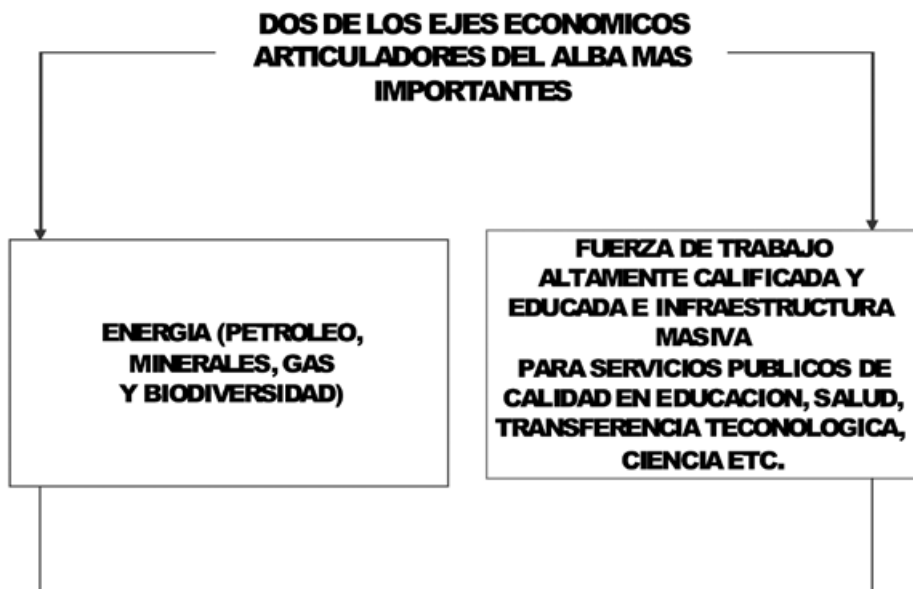 DOS DE LOS EJES ECONOMICOS
ARTICULADORES DEL ALBA MAS
IMPORTANTES
ENERGIA (PETROLEO,
MINERALES, GAS
Y BIODIVERSIDAD)
FUERZA DE TRABAJO
ALTAMENTE CALIFICADA Y
EDUCADA E INFRAESTRUCTURA
MASIVA
PARA SERVICIOS PUBLICOS DE
CALIDAD EN EDUCACION, SALUD,
TRANSFERENCIA TECONOLOGICA,
CIENCIA ETC.